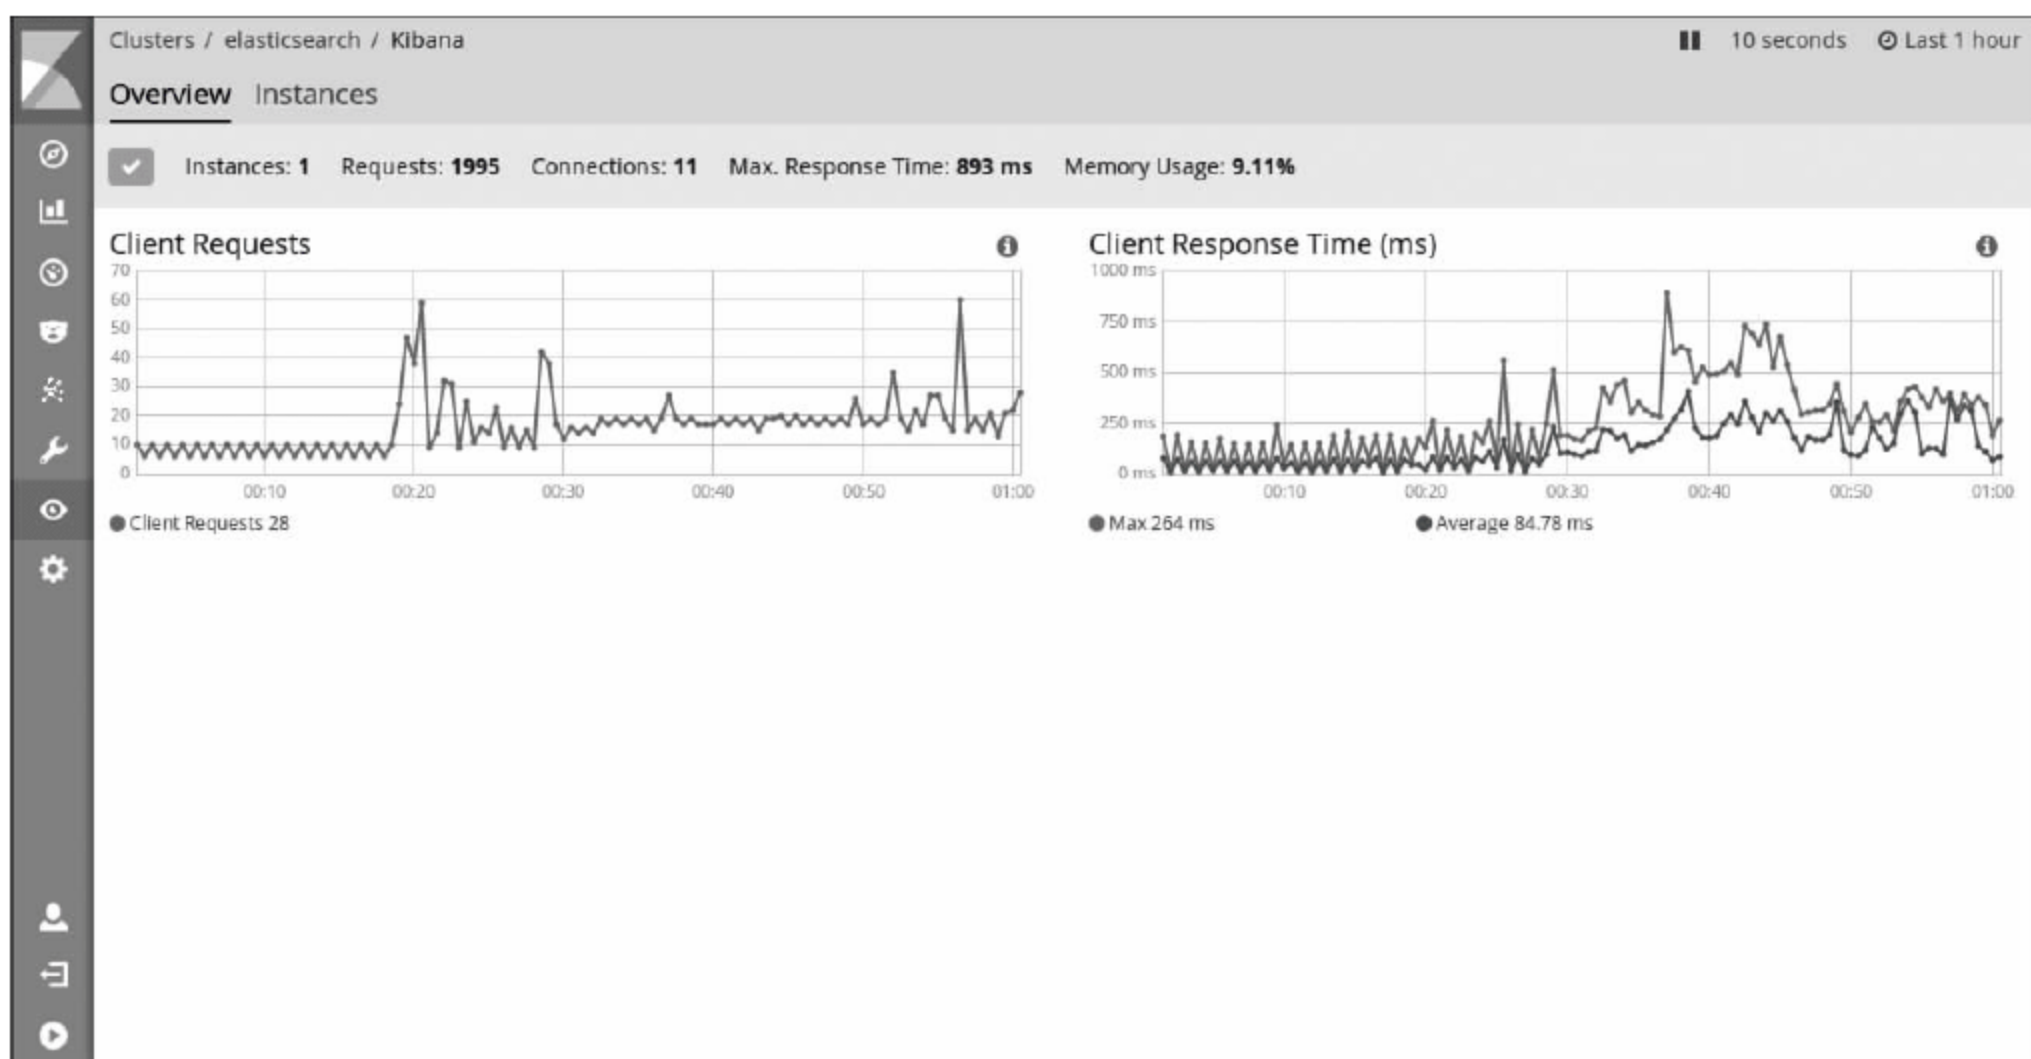 Clusters / elasticsearch / Kibana
10 seconds Last 1 hour
Overview Instances
Instances: 1 Requests: 1995 Connections: 11 Max. Response Time: 893 ms Memory Usage: 9.11%
Client Requests
70
60
50
40
30
20
10
0
00:10 00:20 00:30 00:40 00:50 01:00
Client Requests 28
Client Response Time (ms)
1000 ms
750 ms
500 ms
250 ms
0 ms
00:10 00:20 00:30 00:40 00:50 01:00
Max 264 ms Average 84.78 ms